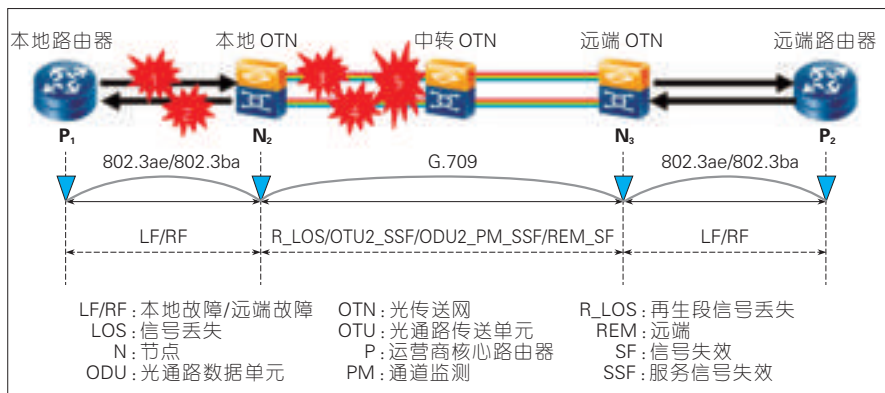 本地路由器 本地 OTN 中转 OTN 远端 OTN 远端路由器
P₁ N₂ N₃ P₂
802.3ae/802.3ba G.709 802.3ae/802.3ba
LF/RF R_LOS/OTU2_SSF/ODU2_PM_SSF/REM_SF LF/RF
LF/RF：本地故障/远端故障 OTN：光传送网 R_LOS：再生段信号丢失
LOS：信号丢失 OTU：光通路传送单元 REM：远端
N：节点 P：运营商核心路由器 SF：信号失效
ODU：光通路数据单元 PM：通道监测 SSF：服务信号失效